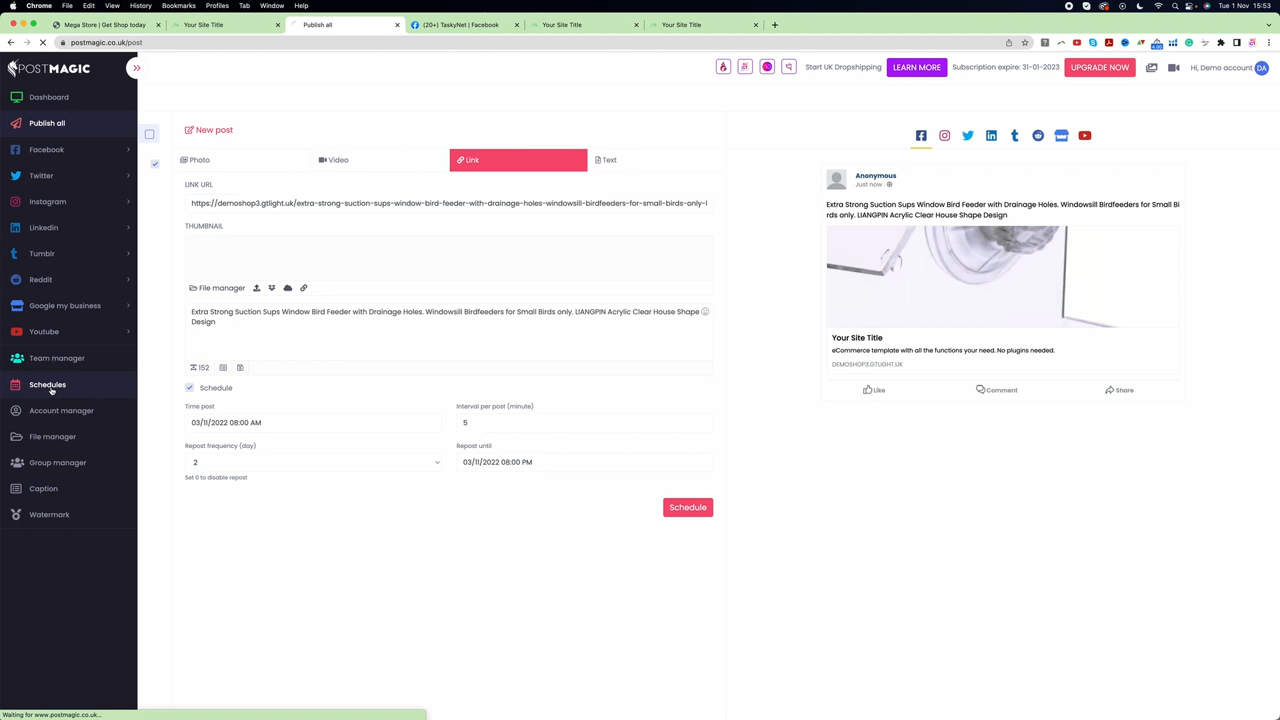 Chrome File Edit View History Bookmarks Profiles Tab Window Help
Tue 1 Nov 15:53
Mega Store | Get Shop today
Your Site Title
Publish all
(20+) TaskyNet | Facebook
Your Site Title
Your Site Title
postmagic.co.uk/post
POSTMAGIC
Start UK Dropshipping
LEARN MORE
Subscription expire: 31-01-2023
UPGRADE NOW
Hi, Demo account
DA
Dashboard
Publish all
Facebook
Twitter
Instagram
Linkedin
Tumblr
Reddit
Google my business
Youtube
Team manager
Schedules
Account manager
File manager
Group manager
Caption
Watermark
New post
Photo
Video
Link
Text
LINK URL
https://demoshop3.gtlight.uk/extra-strong-suction-sups-window-bird-feeder-with-drainage-holes-windowsill-birdfeeders-for-small-birds-only-l
THUMBNAIL
File manager
Extra Strong Suction Sups Window Bird Feeder with Drainage Holes. Windowsill Birdfeeders for Small Birds only. LIANGPIN Acrylic Clear House Shape
Design
152
Schedule
Time post
03/11/2022 08:00 AM
Interval per post (minute)
5
Repost frequency (day)
2
Repost until
03/11/2022 08:00 PM
Set 0 to disable repost
Schedule
Anonymous
Just now
Extra Strong Suction Sups Window Bird Feeder with Drainage Holes. Windowsill Birdfeeders for Small Bi
rds only. LIANGPIN Acrylic Clear House Shape Design
Your Site Title
eCommerce template with all the functions your need. No plugins needed.
DEMOSHOP3.GTLIGHT.UK
Like
Comment
Share
Waiting for www.postmagic.co.uk...